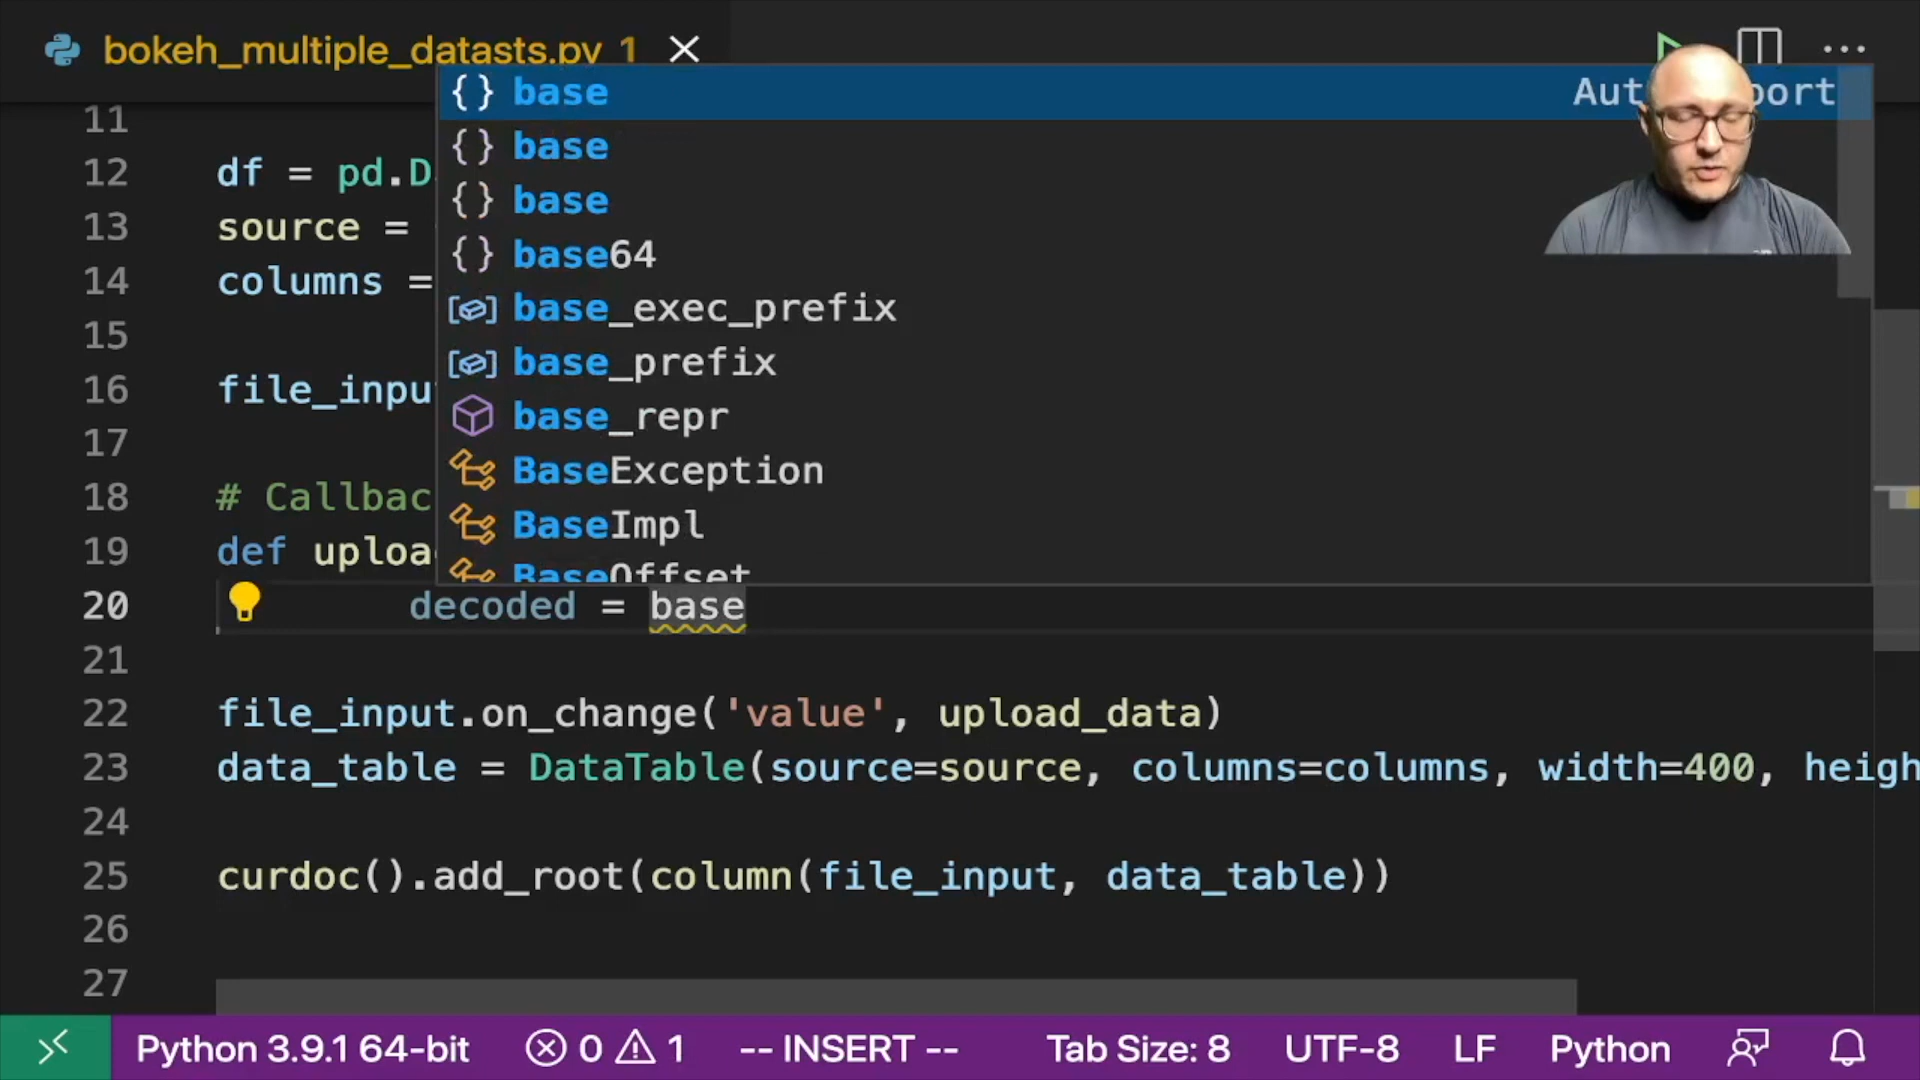 bokeh_multiple_datasts.py 1
base
base
base
base64
base_exec_prefix
base_prefix
base_repr
BaseException
BaseImpl
BaseOffset
11
12 df = pd.D
13 source =
14 columns =
15
16 file_inpu
17
18 # Callbac
19 def uploa
20 decoded = base
21
22 file_input.on_change('value', upload_data)
23 data_table = DataTable(source=source, columns=columns, width=400, heigh
24
25 curdoc().add_root(column(file_input, data_table))
26
27
Python 3.9.1 64-bit 0 1 -- INSERT -- Tab Size: 8 UTF-8 LF Python